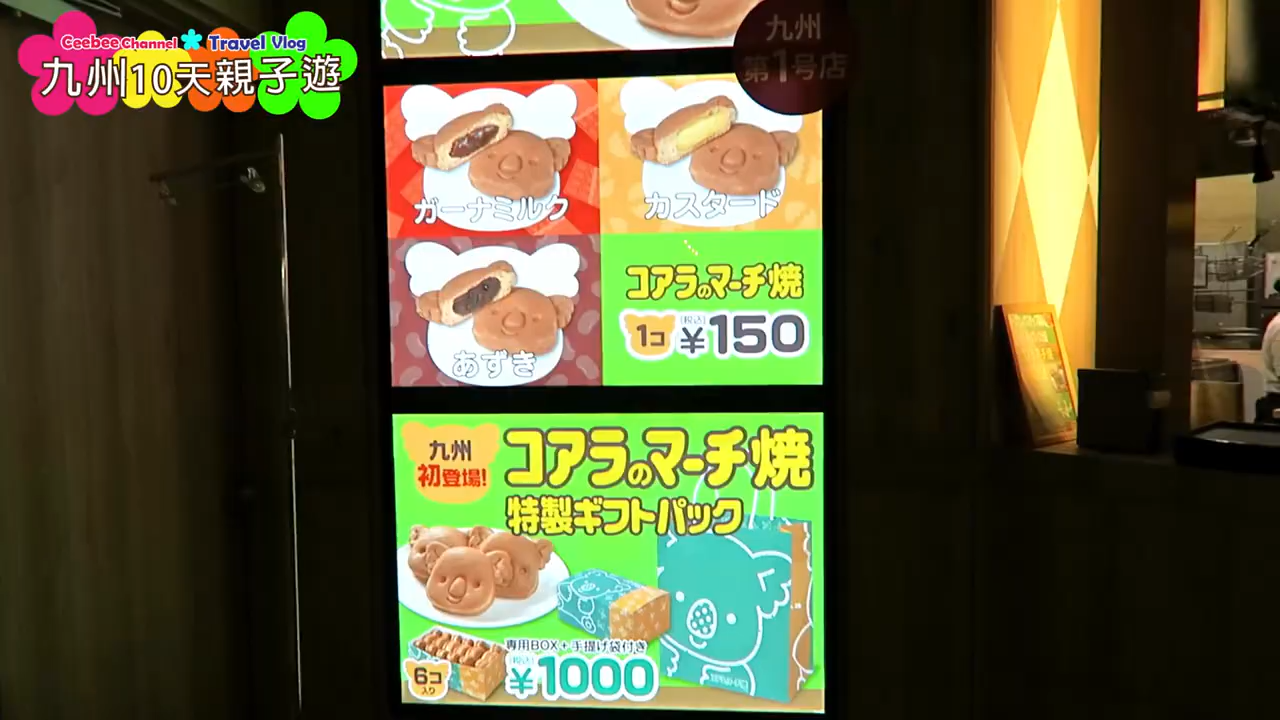 Ceebee Channel * Travel Vlog
九州10天親子遊
九州
第1号店
ガーナミルク
カスタード
あずき
コアラのマーチ焼
1コ
(税込)
¥150
九州
初登場!
コアラのマーチ焼
特製ギフトパック
専用BOX+手提げ袋付き
6コ
入り
(税込)
¥1000